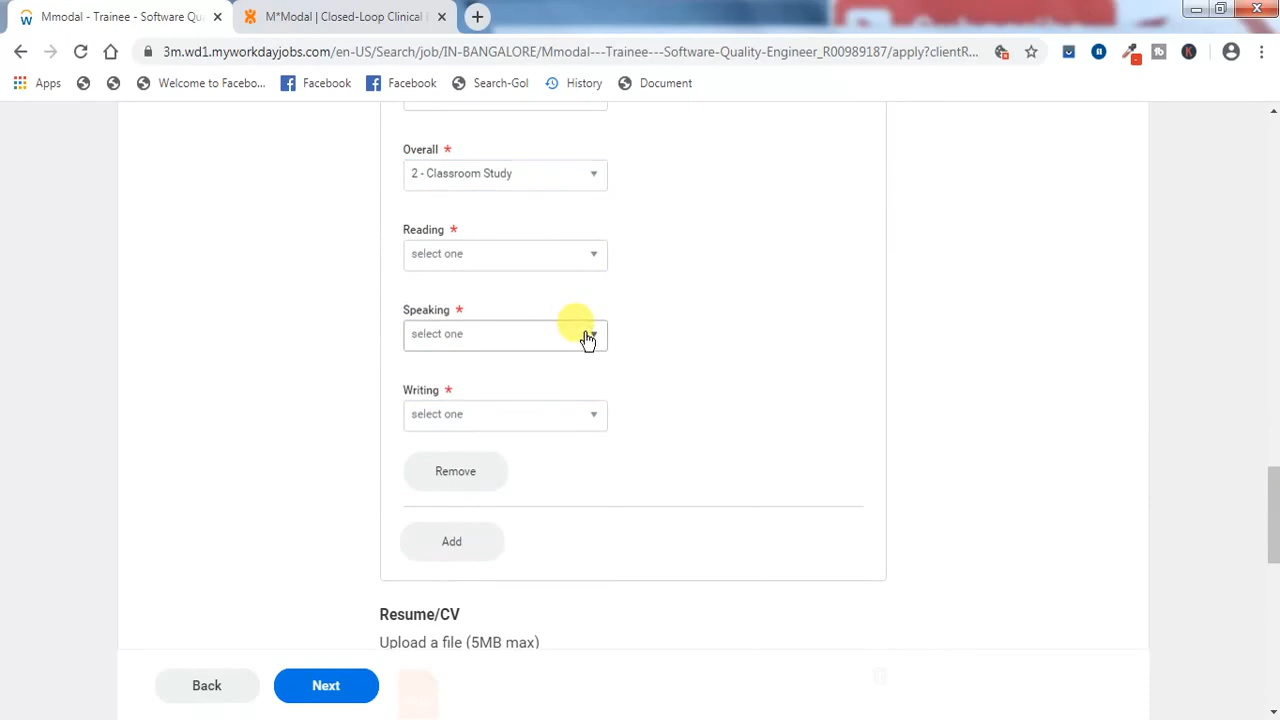 Mmodal - Trainee - Software Qu
M*Modal | Closed-Loop Clinical
3m.wd1.myworkdayjobs.com/en-US/Search/job/IN-BANGALORE/Mmodal---Trainee---Software-Quality-Engineer_R00989187/apply?clientR...
Apps
Welcome to Facebo...
Facebook
Facebook
Search-Gol
History
Document
Overall *
2 - Classroom Study
Reading *
select one
Speaking *
select one
Writing *
select one
Remove
Add
Resume/CV
Upload a file (5MB max)
Back
Next